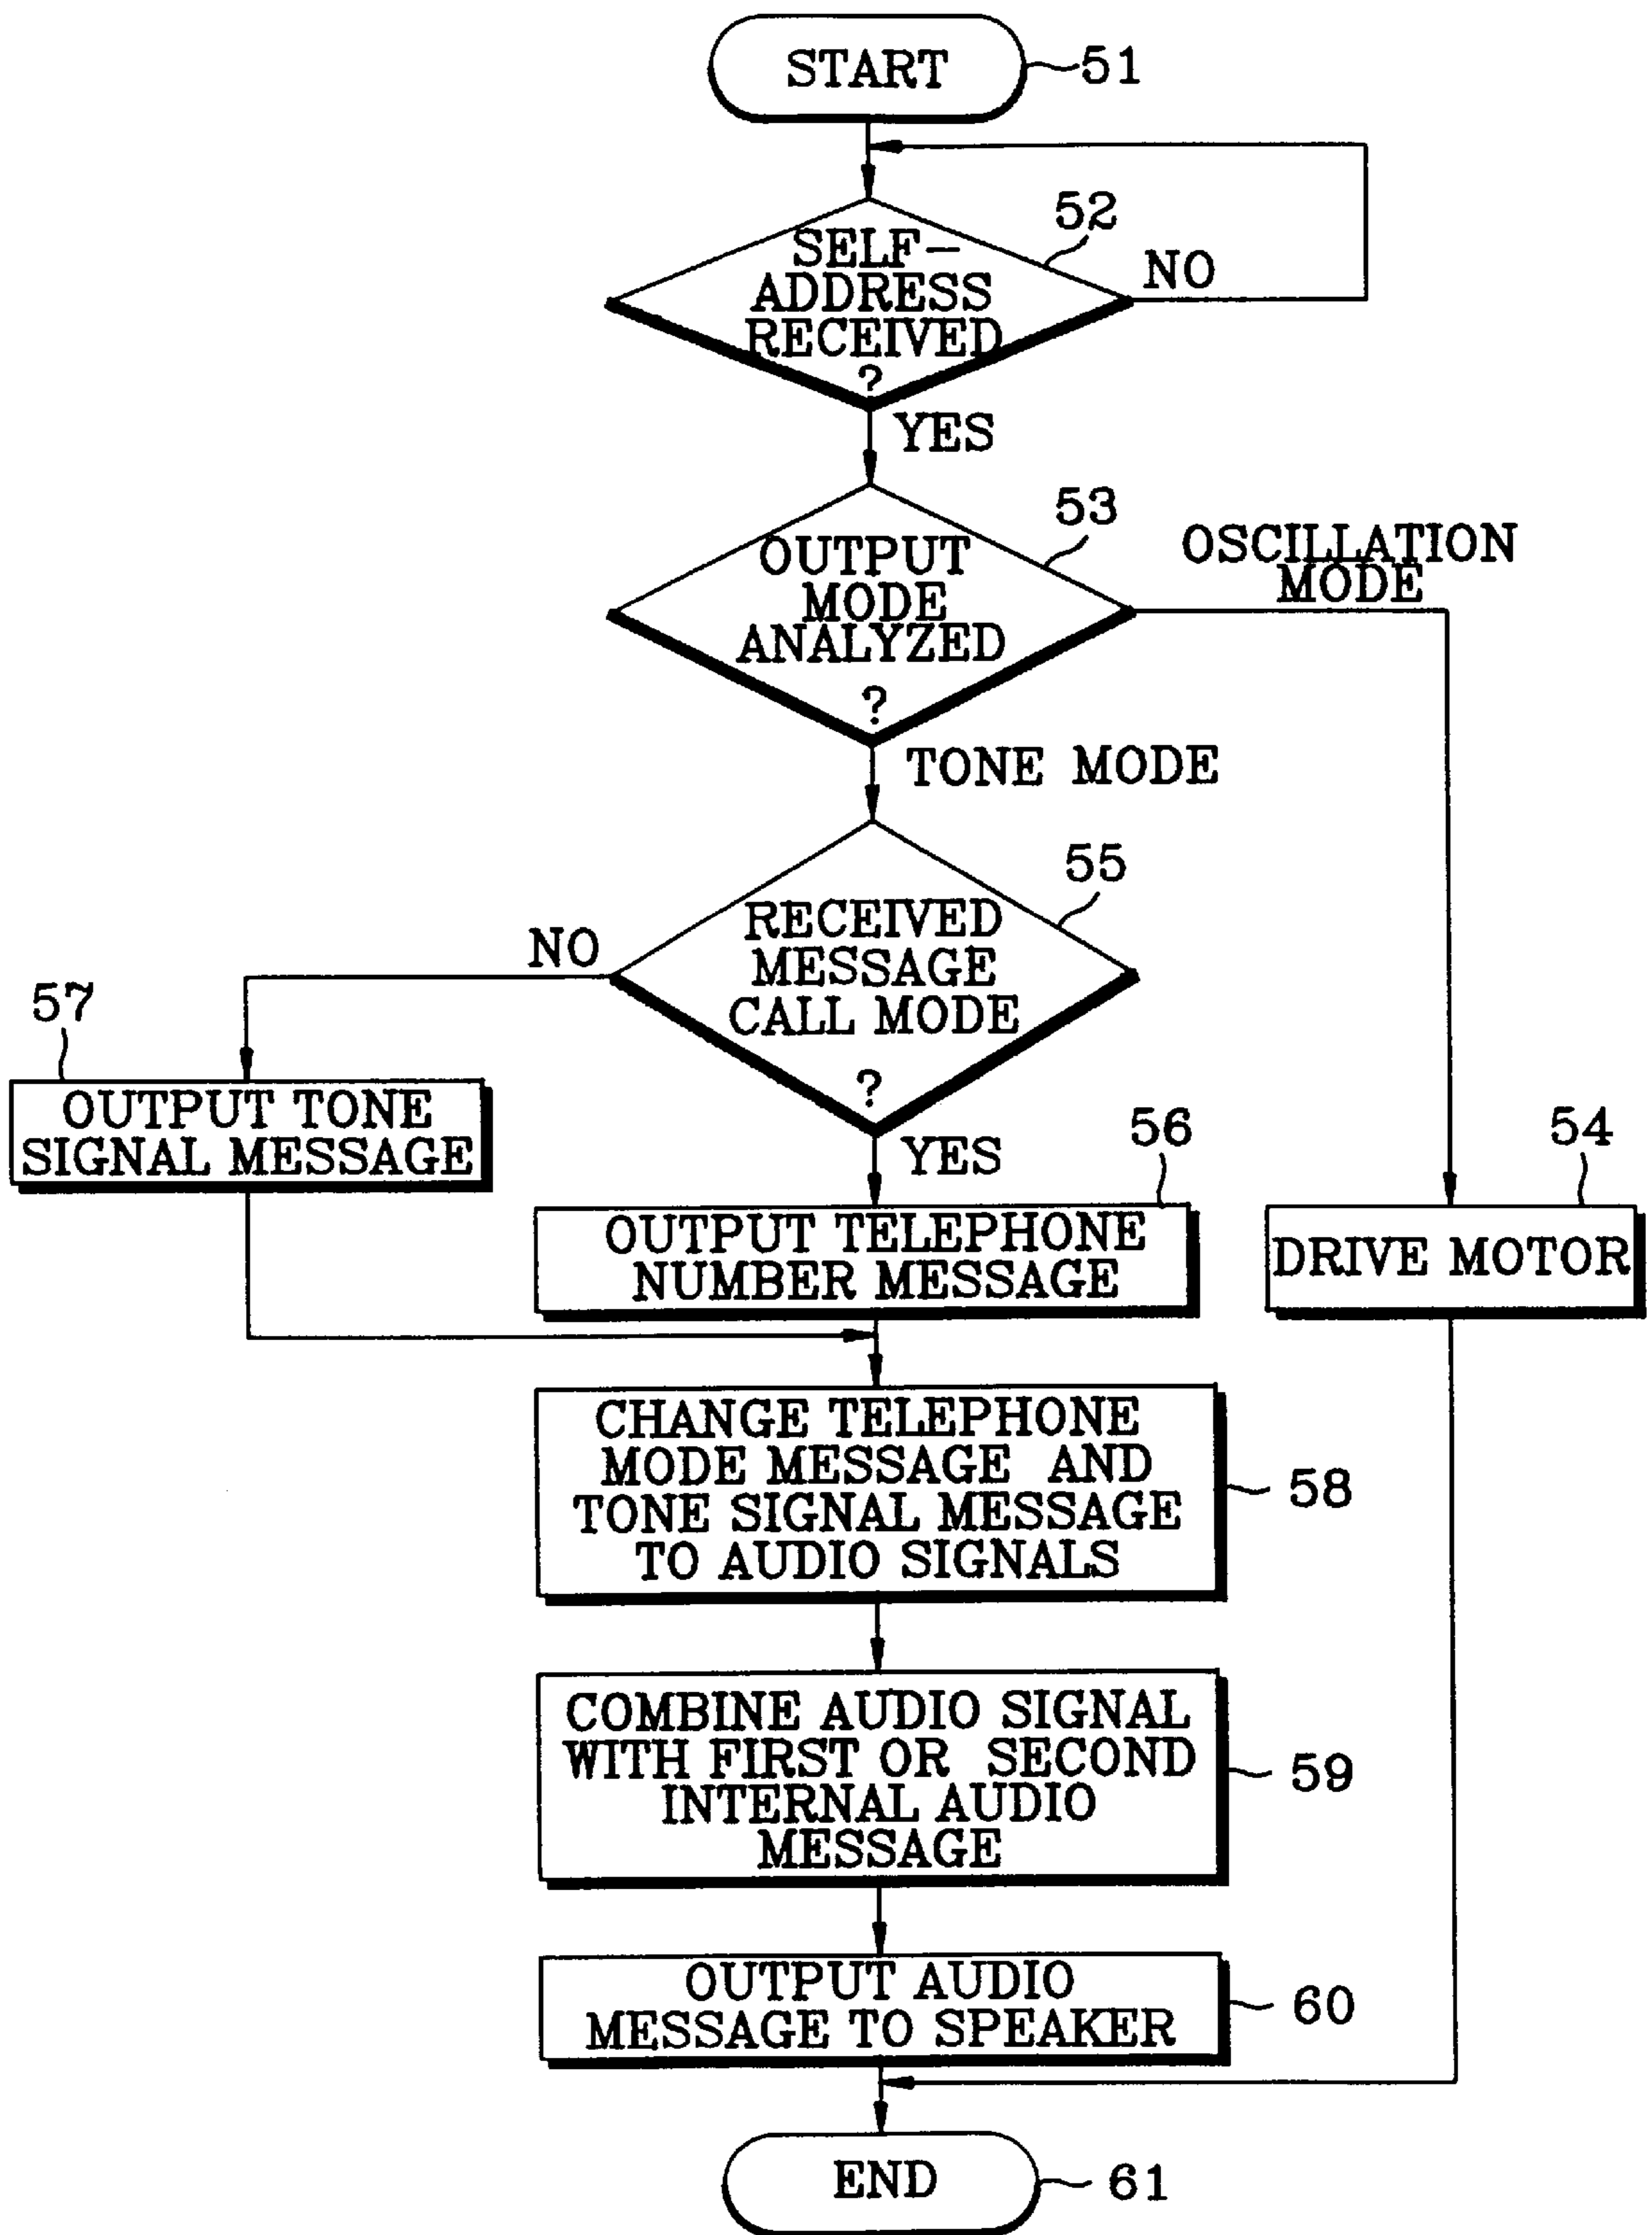 START
51
52
SELF-
ADDRESS
RECEIVED
?
NO
YES
53
OUTPUT
MODE
ANALYZED
?
OSCILLATION
MODE
TONE MODE
55
RECEIVED
MESSAGE
CALL MODE
?
NO
57
OUTPUT TONE
SIGNAL MESSAGE
YES
56
OUTPUT TELEPHONE
NUMBER MESSAGE
54
DRIVE MOTOR
CHANGE TELEPHONE
MODE MESSAGE AND
TONE SIGNAL MESSAGE
TO AUDIO SIGNALS
58
COMBINE AUDIO SIGNAL
WITH FIRST OR SECOND
INTERNAL AUDIO
MESSAGE
59
OUTPUT AUDIO
MESSAGE TO SPEAKER
60
END
61